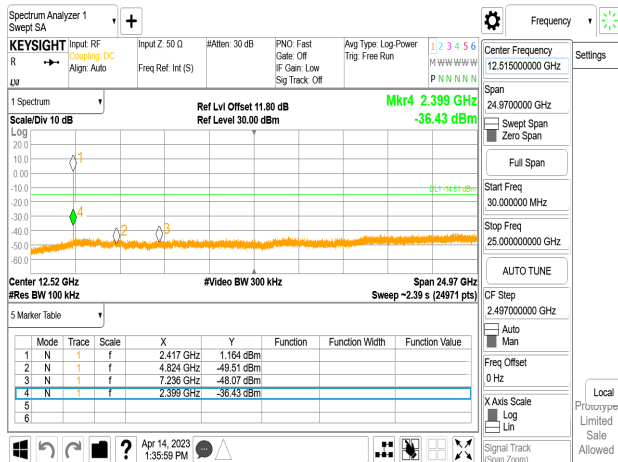 Spectrum Analyzer 1
Swept SA
Frequency
KEYSIGHT
R
Input: RF
Coupling: DC
Align: Auto
Input Z: 50 Ω
Freq Ref: Int (S)
#Atten: 30 dB
PNO: Fast
Gate: Off
IF Gain: Low
Sig Track: Off
Avg Type: Log-Power
Trig: Free Run
1 2 3 4 5 6
M W W W W W
P N N N N N
1 Spectrum
Scale/Div 10 dB
Ref Lvl Offset 11.80 dB
Ref Level 30.00 dBm
Mkr4 2.399 GHz
-36.43 dBm
Log
20.0
10.0
0.00
-10.0
-20.0
-30.0
-40.0
-50.0
-60.0
1
4
2
3
DL1 -14.61 dBm
Center 12.52 GHz
#Video BW 300 kHz
Span 24.97 GHz
#Res BW 100 kHz
Sweep ~2.39 s (24971 pts)
5 Marker Table
Mode Trace Scale X Y Function Function Width Function Value
1 N 1 f 2.417 GHz 1.164 dBm
2 N 1 f 4.824 GHz -49.51 dBm
3 N 1 f 7.236 GHz -48.07 dBm
4 N 1 f 2.399 GHz -36.43 dBm
5
6
Apr 14, 2023
1:35:59 PM
?
Center Frequency
12.515000000 GHz
Settings
Span
24.9700000 GHz
Swept Span
Zero Span
Full Span
Start Freq
30.000000 MHz
Stop Freq
25.000000000 GHz
AUTO TUNE
CF Step
2.497000000 GHz
Auto
Man
Freq Offset
0 Hz
X Axis Scale
Log
Lin
Signal Track
(Span Zoom)
Local
Prototype
Limited
Sale
Allowed